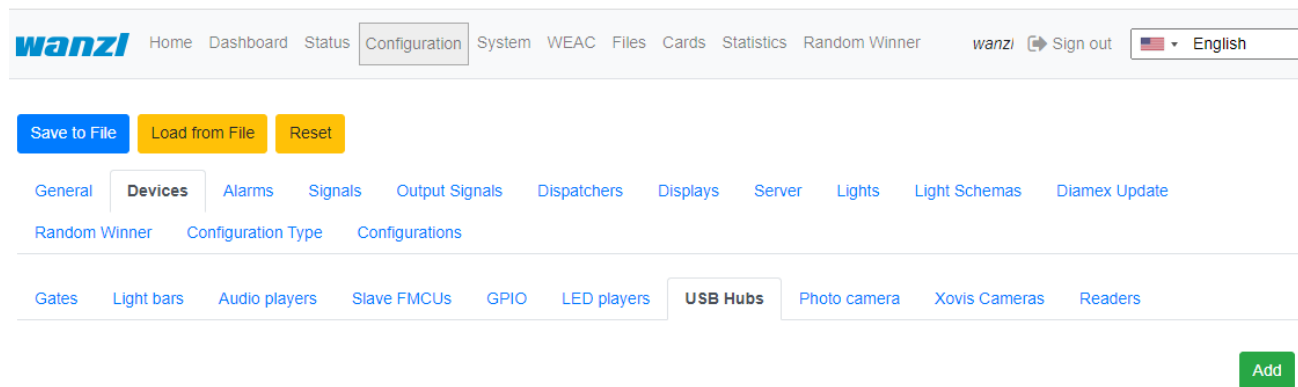 wanzl Home Dashboard Status Configuration System WEAC Files Cards Statistics Random Winner wanzl Sign out English
Save to File Load from File Reset
General Devices Alarms Signals Output Signals Dispatchers Displays Server Lights Light Schemas Diamex Update
Random Winner Configuration Type Configurations
Gates Light bars Audio players Slave FMCUs GPIO LED players USB Hubs Photo camera Xovis Cameras Readers
Add